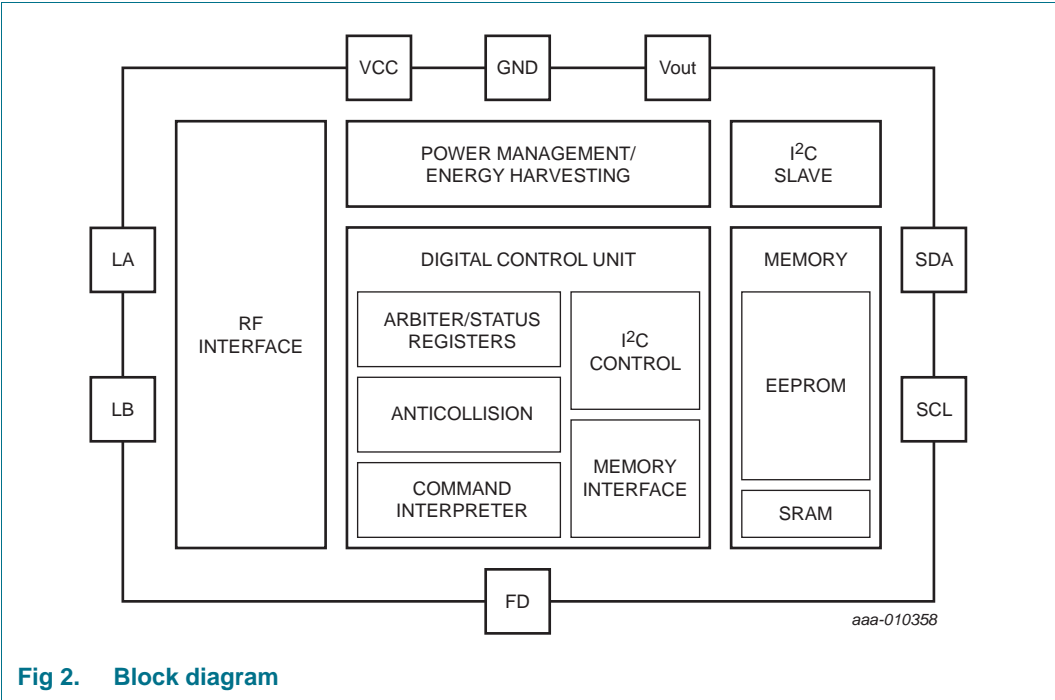 VCC
GND
Vout
POWER MANAGEMENT/
ENERGY HARVESTING
I²C
SLAVE
LA
LB
RF
INTERFACE
DIGITAL CONTROL UNIT
ARBITER/STATUS
REGISTERS
ANTICOLLISION
COMMAND
INTERPRETER
I²C
CONTROL
MEMORY
INTERFACE
MEMORY
EEPROM
SRAM
SDA
SCL
FD
aaa-010358
Fig 2. Block diagram